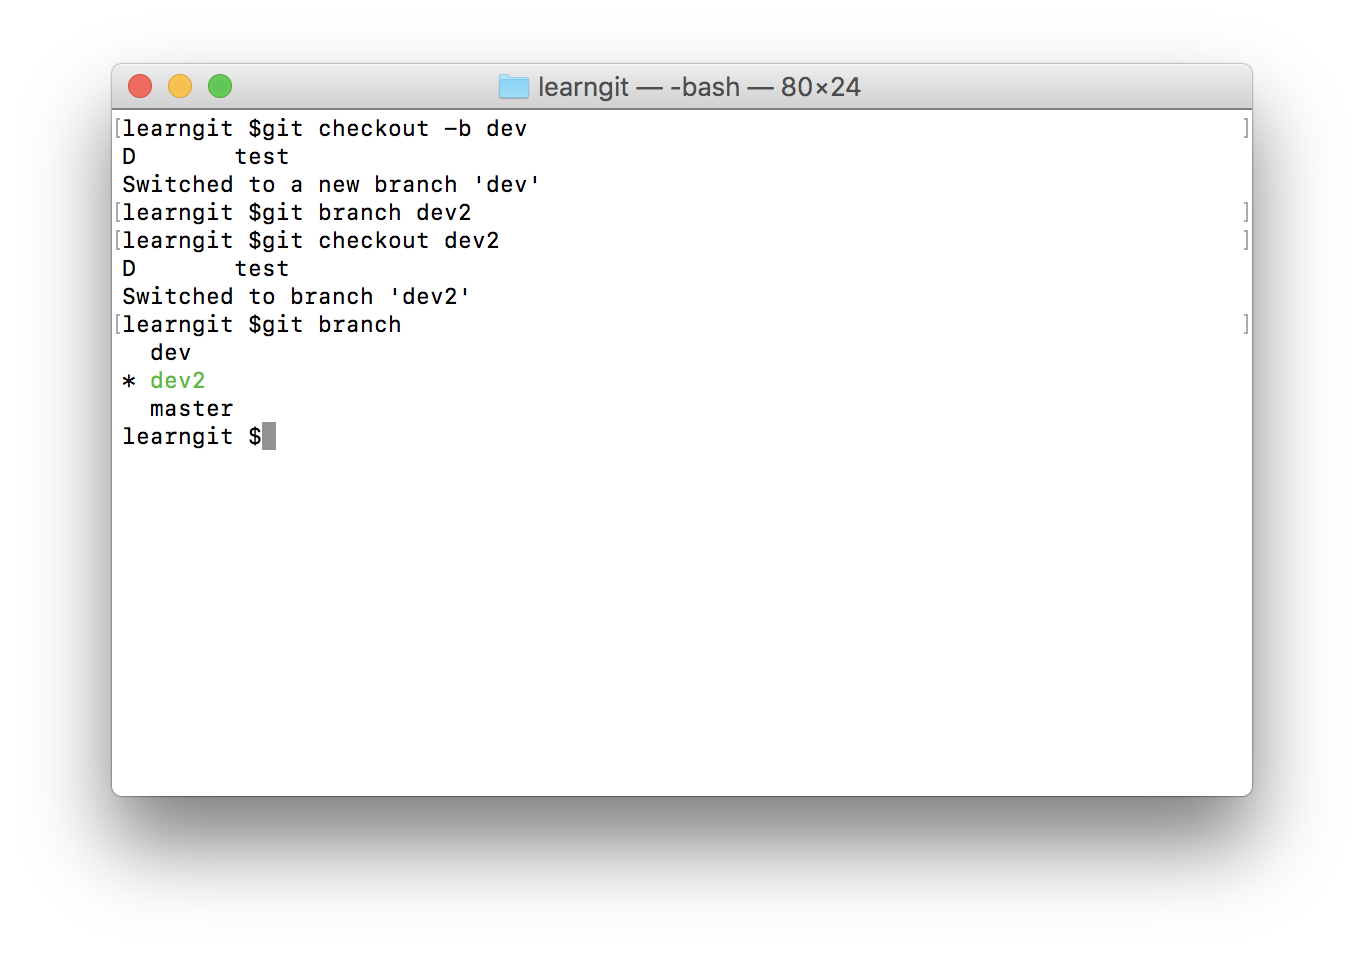 learngit — -bash — 80×24
[learngit $git checkout -b dev ]
D       test
Switched to a new branch 'dev'
[learngit $git branch dev2 ]
[learngit $git checkout dev2 ]
D       test
Switched to branch 'dev2'
[learngit $git branch ]
  dev
* dev2
  master
learngit $